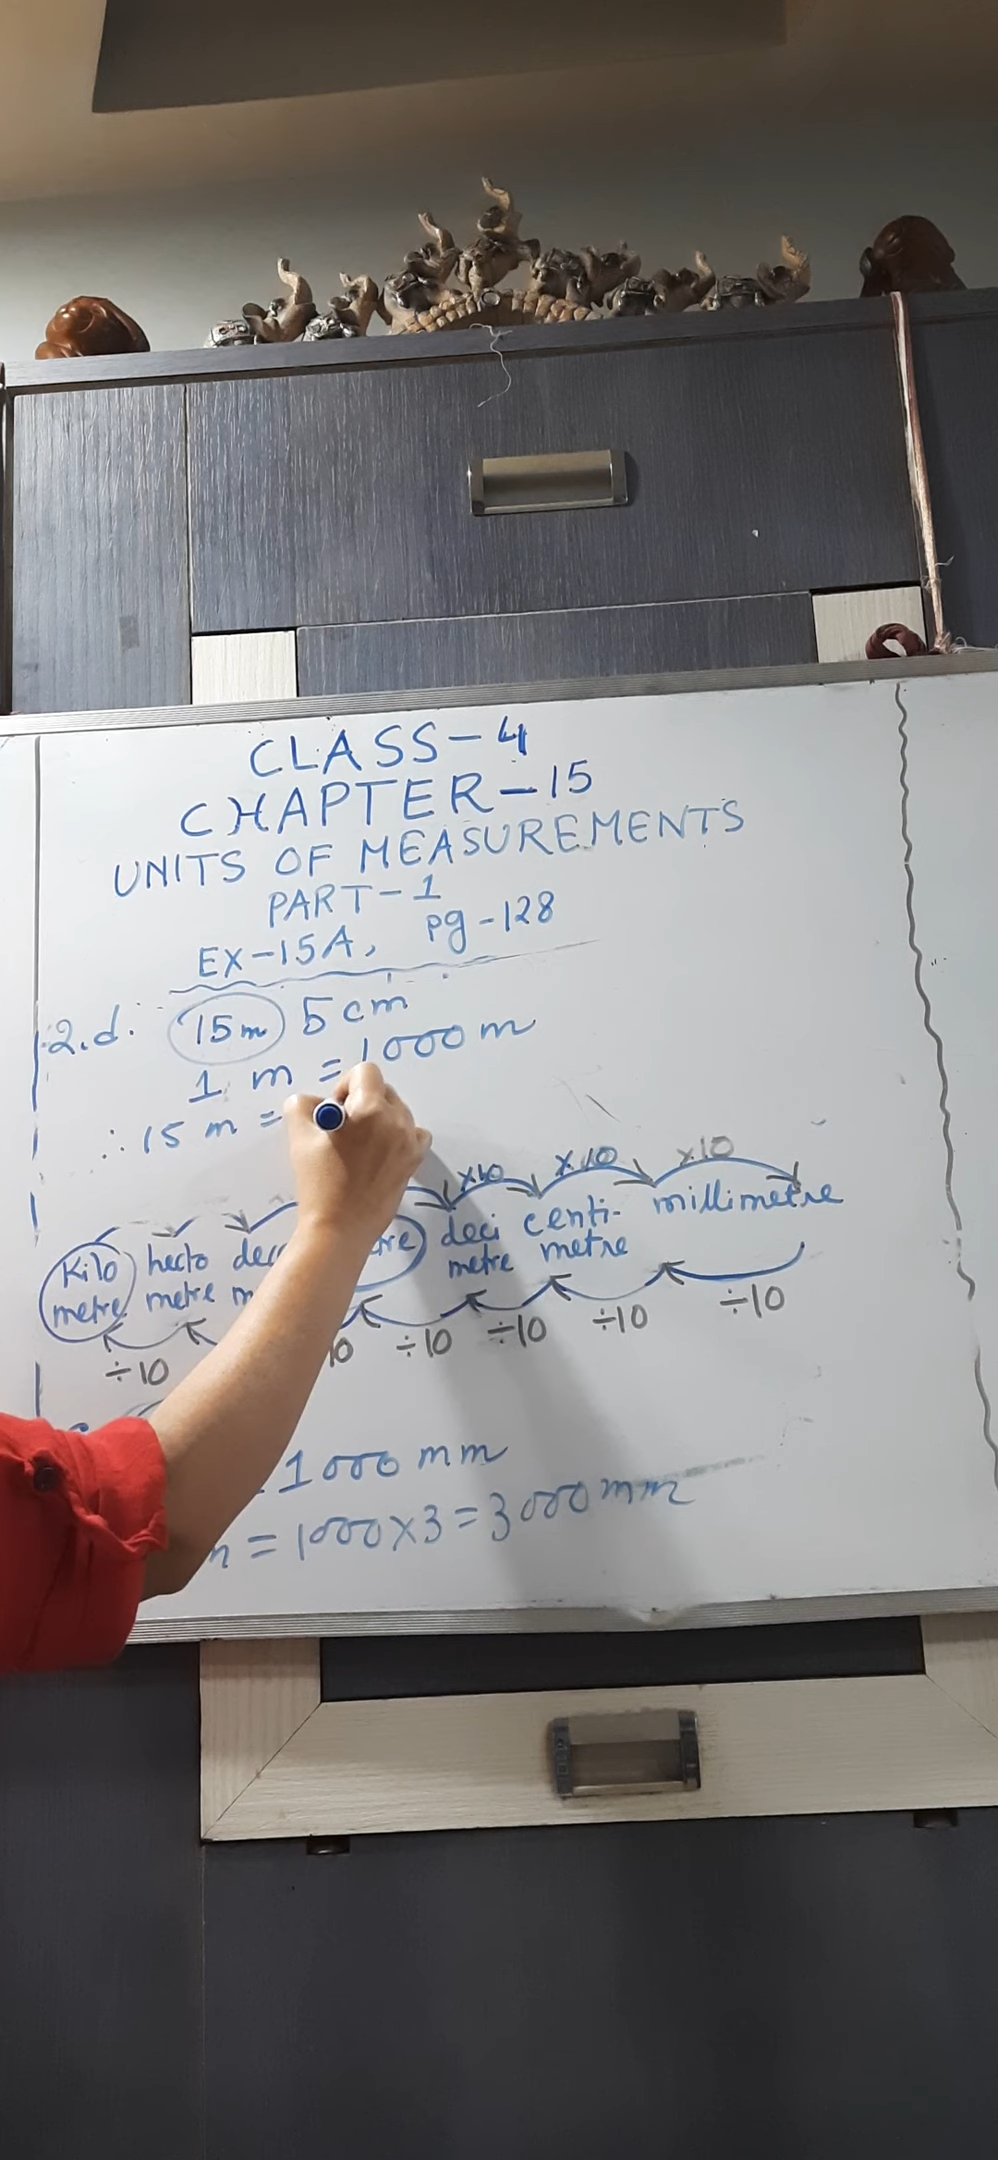 CLASS-4
CHAPTER-15
UNITS OF MEASUREMENTS
PART-1
EX-15A, pg-128
2.d. 15m 5cm
1 m = 1000 m
∴ 15 m =
×10 ×10 ×10
Kilo metre hecto metre deci metre centi-metre millimetre
÷10 10 ÷10 ÷10 ÷10 ÷10
1000 mm
= 1000×3=3000mm